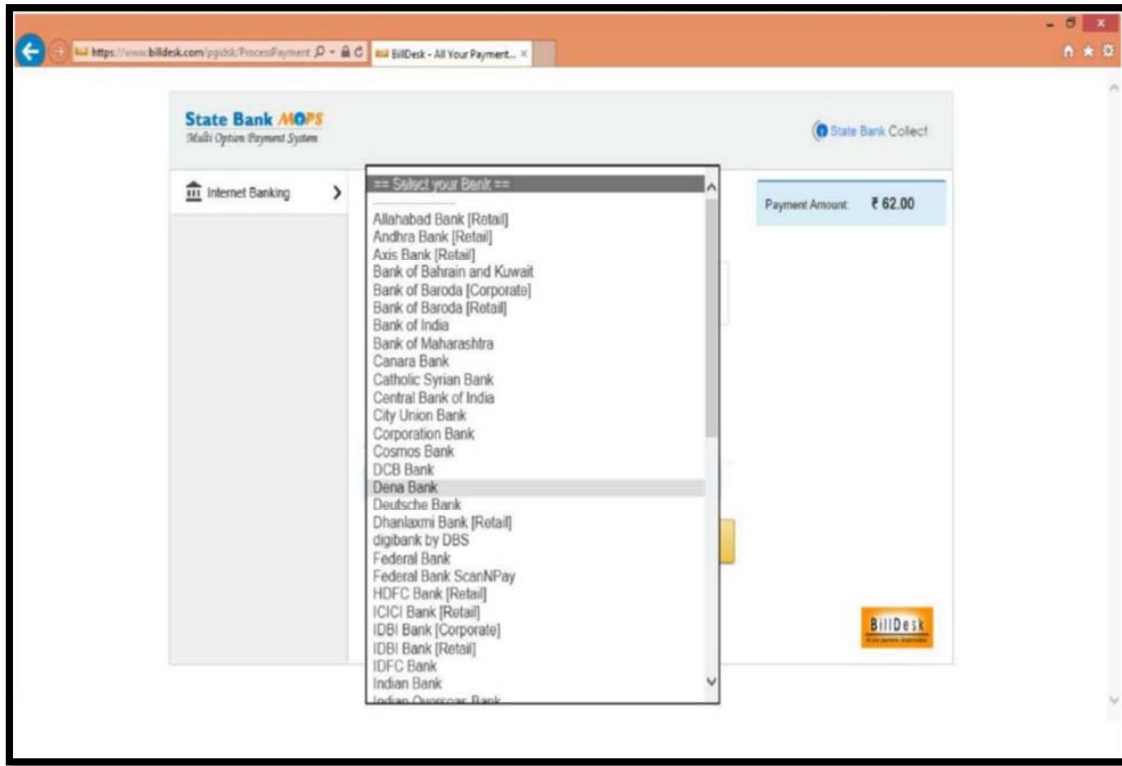 https://www.billdesk.com/pgidsk/ProcessPayment
BillDesk - All Your Payment...
State Bank MOPS
Multi Option Payment System
State Bank Collect
Internet Banking
== Select your Bank ==
Payment Amount: ₹ 62.00
Allahabad Bank [Retail]
Andhra Bank [Retail]
Axis Bank [Retail]
Bank of Bahrain and Kuwait
Bank of Baroda [Corporate]
Bank of Baroda [Retail]
Bank of India
Bank of Maharashtra
Canara Bank
Catholic Syrian Bank
Central Bank of India
City Union Bank
Corporation Bank
Cosmos Bank
DCB Bank
Dena Bank
Deutsche Bank
Dhanlaxmi Bank [Retail]
digibank by DBS
Federal Bank
Federal Bank ScanNPay
HDFC Bank [Retail]
ICICI Bank [Retail]
IDBI Bank [Corporate]
IDBI Bank [Retail]
IDFC Bank
Indian Bank
Indian Overseas Bank
BillDesk